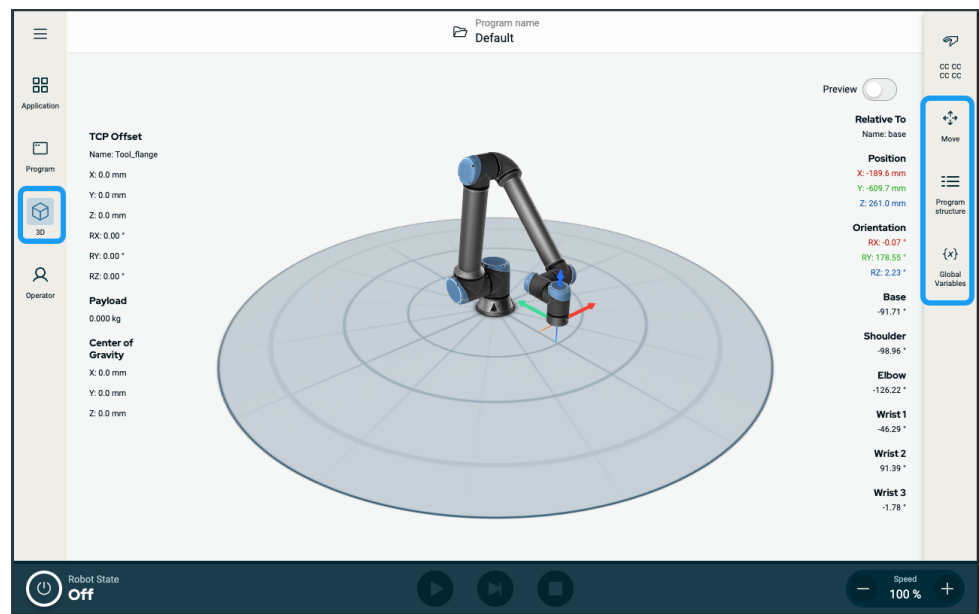 Program name
Default
CC CC
CC CC
Application
Program
3D
Operator
TCP Offset
Name: Tool_flange
X: 0.0 mm
Y: 0.0 mm
Z: 0.0 mm
RX: 0.00 °
RY: 0.00 °
RZ: 0.00 °
Payload
0.000 kg
Center of
Gravity
X: 0.0 mm
Y: 0.0 mm
Z: 0.0 mm
Preview
Relative To
Name: base
Position
X: -189.6 mm
Y: -609.7 mm
Z: 261.0 mm
Orientation
RX: -0.07 °
RY: 178.55 °
RZ: 2.23 °
Base
-91.71 °
Shoulder
-98.96 °
Elbow
-126.22 °
Wrist 1
-46.29 °
Wrist 2
91.39 °
Wrist 3
-1.78 °
Move
Program
structure
{x}
Global
Variables
Robot State
Off
Speed
100 %